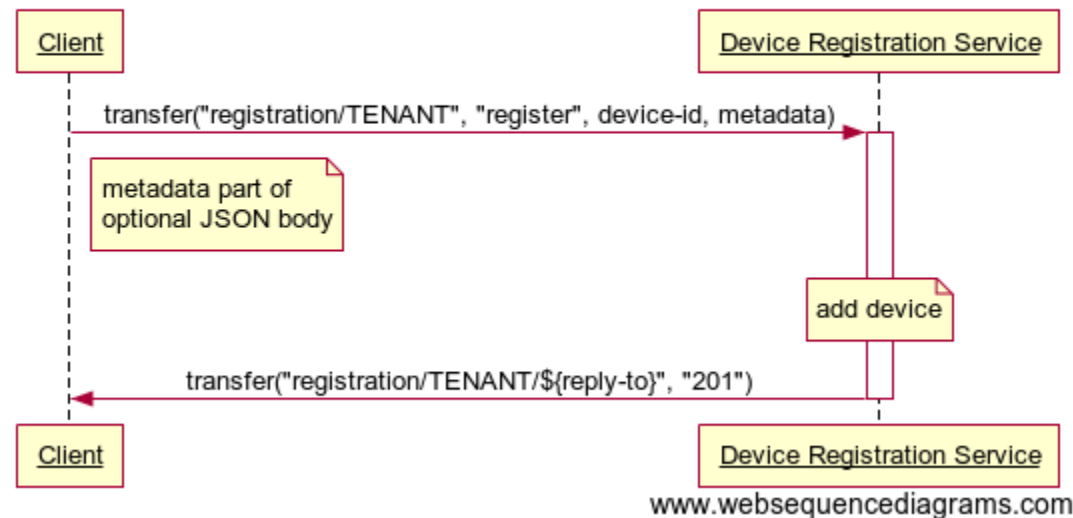 Client
Device Registration Service
transfer("registration/TENANT", "register", device-id, metadata)
metadata part of
optional JSON body
add device
transfer("registration/TENANT/${reply-to}", "201")
Client
Device Registration Service
www.websequencediagrams.com